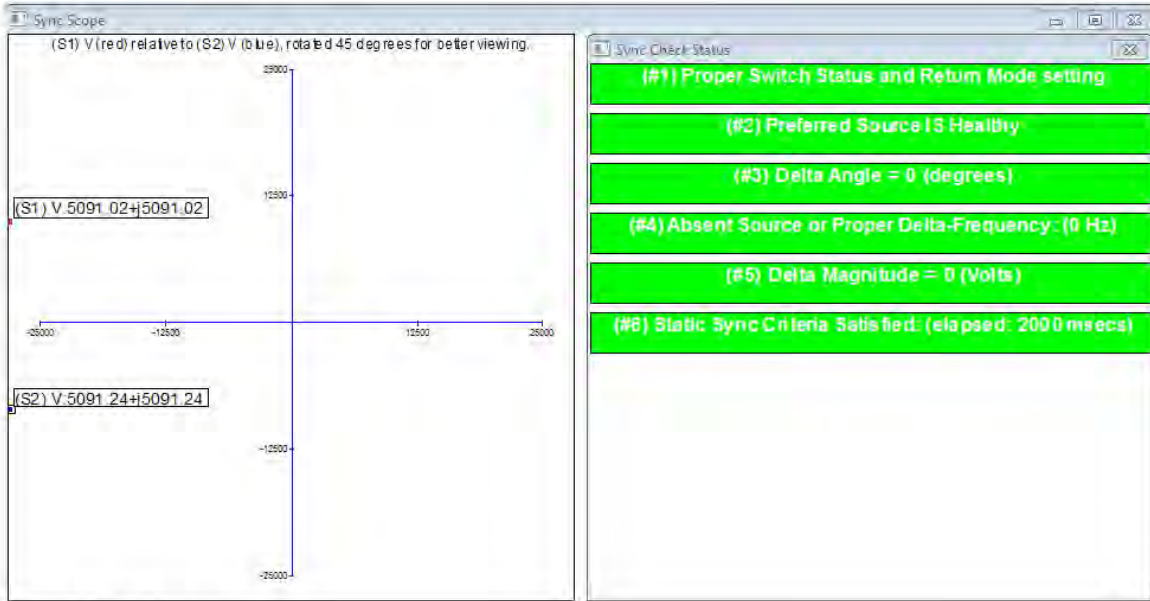 Sync Scope
(S1) V (red) relative to (S2) V (blue), rotated 45 degrees for better viewing.
25000
12500
(S1) V:5091.02+j5091.02
-25000
-12500
12500
25000
(S2) V:5091.24+j5091.24
-12500
-25000
Sync Check Status
(#1) Proper Switch Status and Return Mode setting
(#2) Preferred Source IS Healthy
(#3) Delta Angle = 0 (degrees)
(#4) Absent Source or Proper Delta-Frequency: (0 Hz)
(#5) Delta Magnitude = 0 (Volts)
(#6) Static Sync Criteria Satisfied: (elapsed: 2000 msecs)